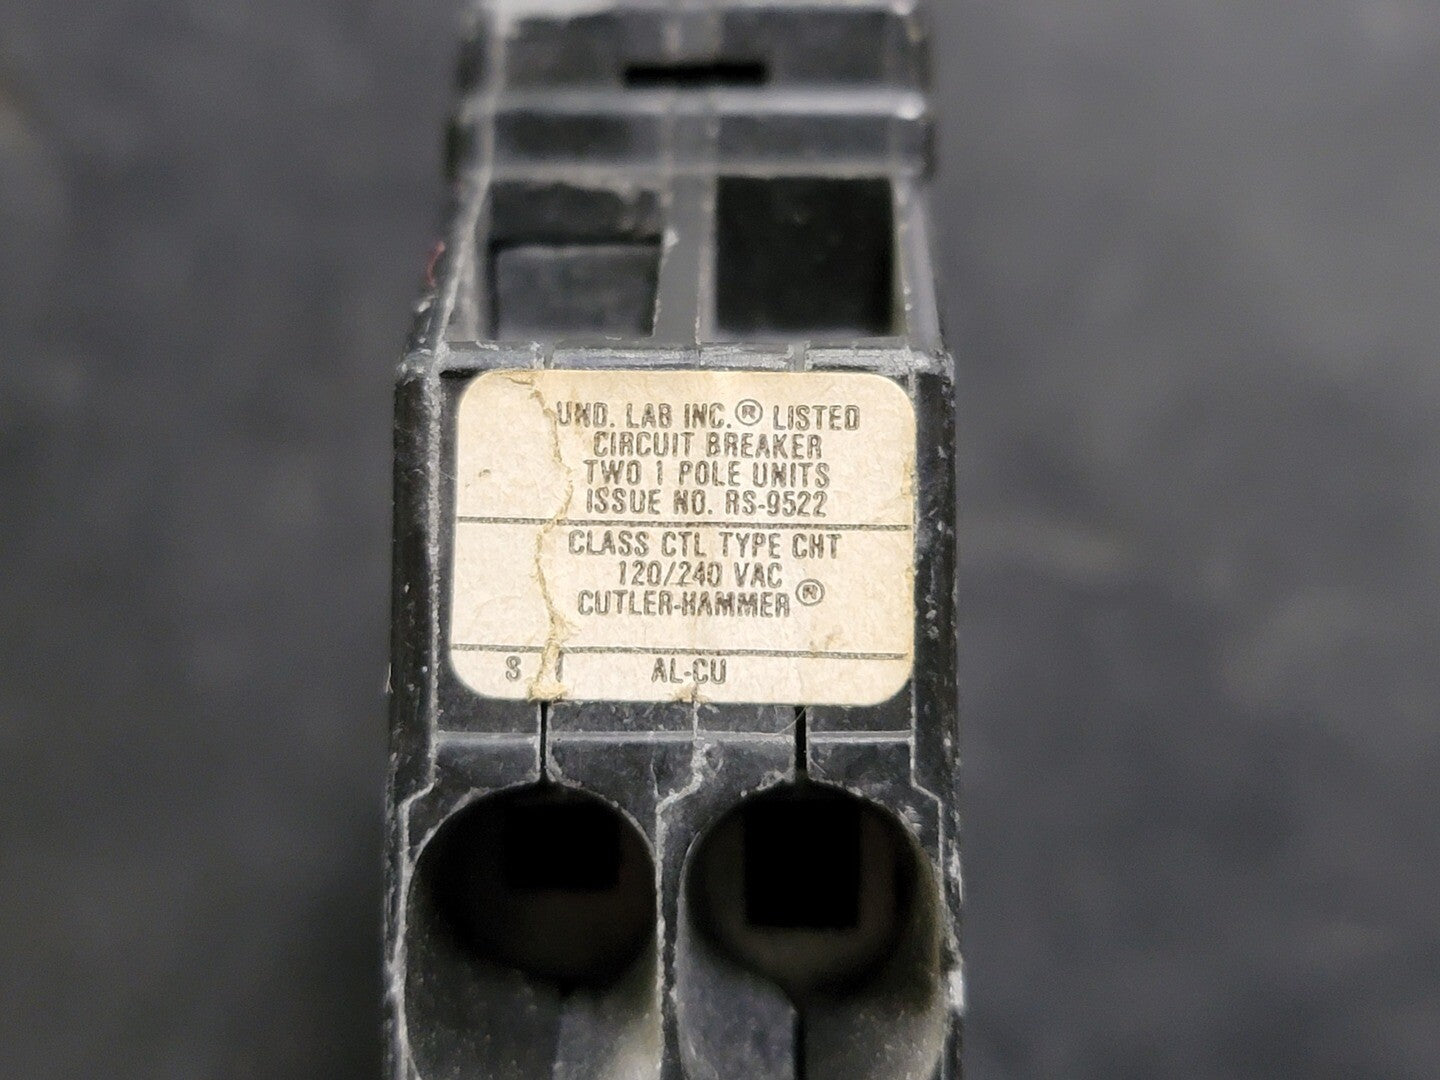 UND. LAB INC.® LISTED
CIRCUIT BREAKER
TWO 1 POLE UNITS
ISSUE NO. RS-9522
CLASS CTL TYPE CHT
120/240 VAC
CUTLER-HAMMER®
S I AL-CU